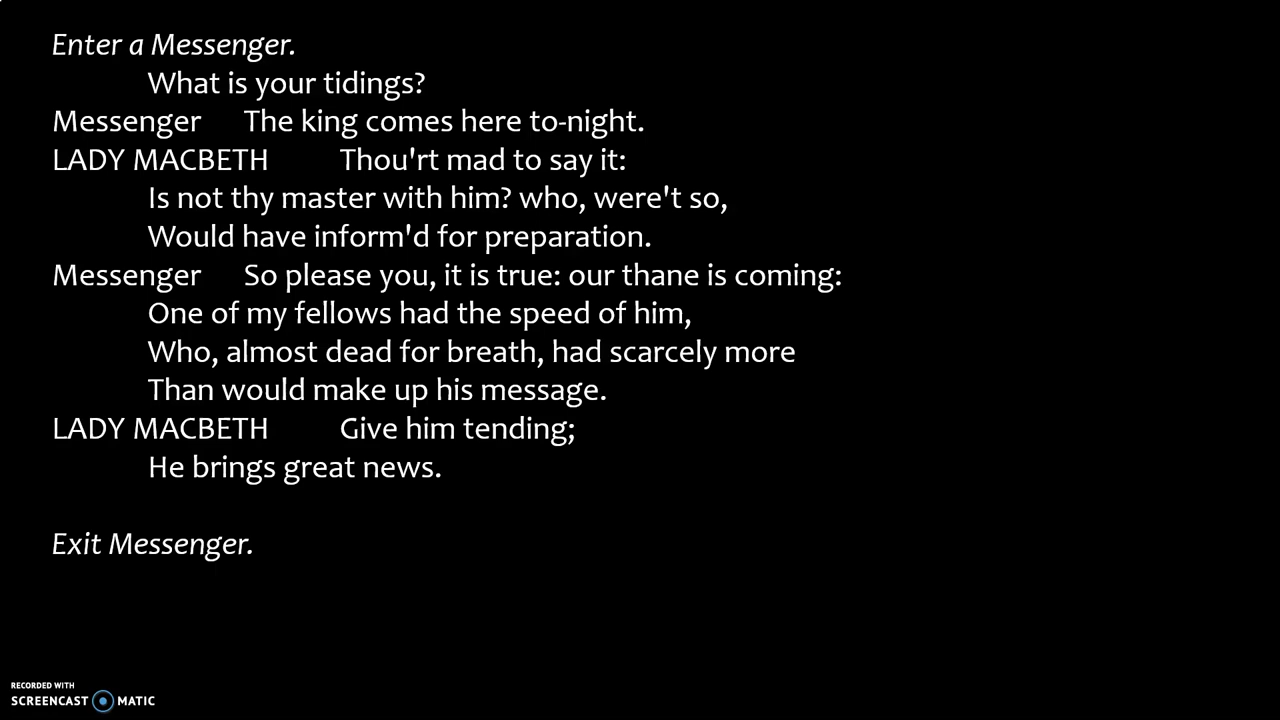 Enter a Messenger.
What is your tidings?
Messenger The king comes here to-night.
LADY MACBETH Thou'rt mad to say it:
Is not thy master with him? who, were't so,
Would have inform'd for preparation.
Messenger So please you, it is true: our thane is coming:
One of my fellows had the speed of him,
Who, almost dead for breath, had scarcely more
Than would make up his message.
LADY MACBETH Give him tending;
He brings great news.
Exit Messenger.
RECORDED WITH
SCREENCAST MATIC